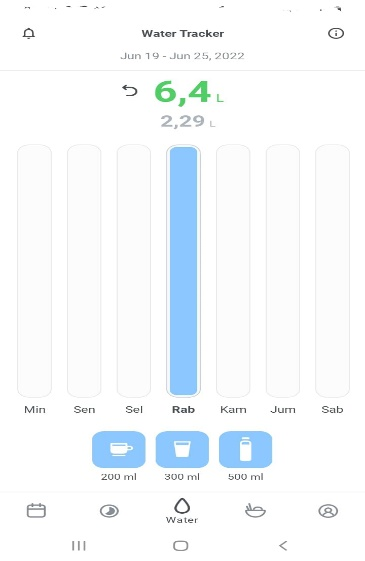 Water Tracker
Jun 19 - Jun 25, 2022
6,4 L
2,29 L
Min Sen Sel Rab Kam Jum Sab
200 ml 300 ml 500 ml
Water